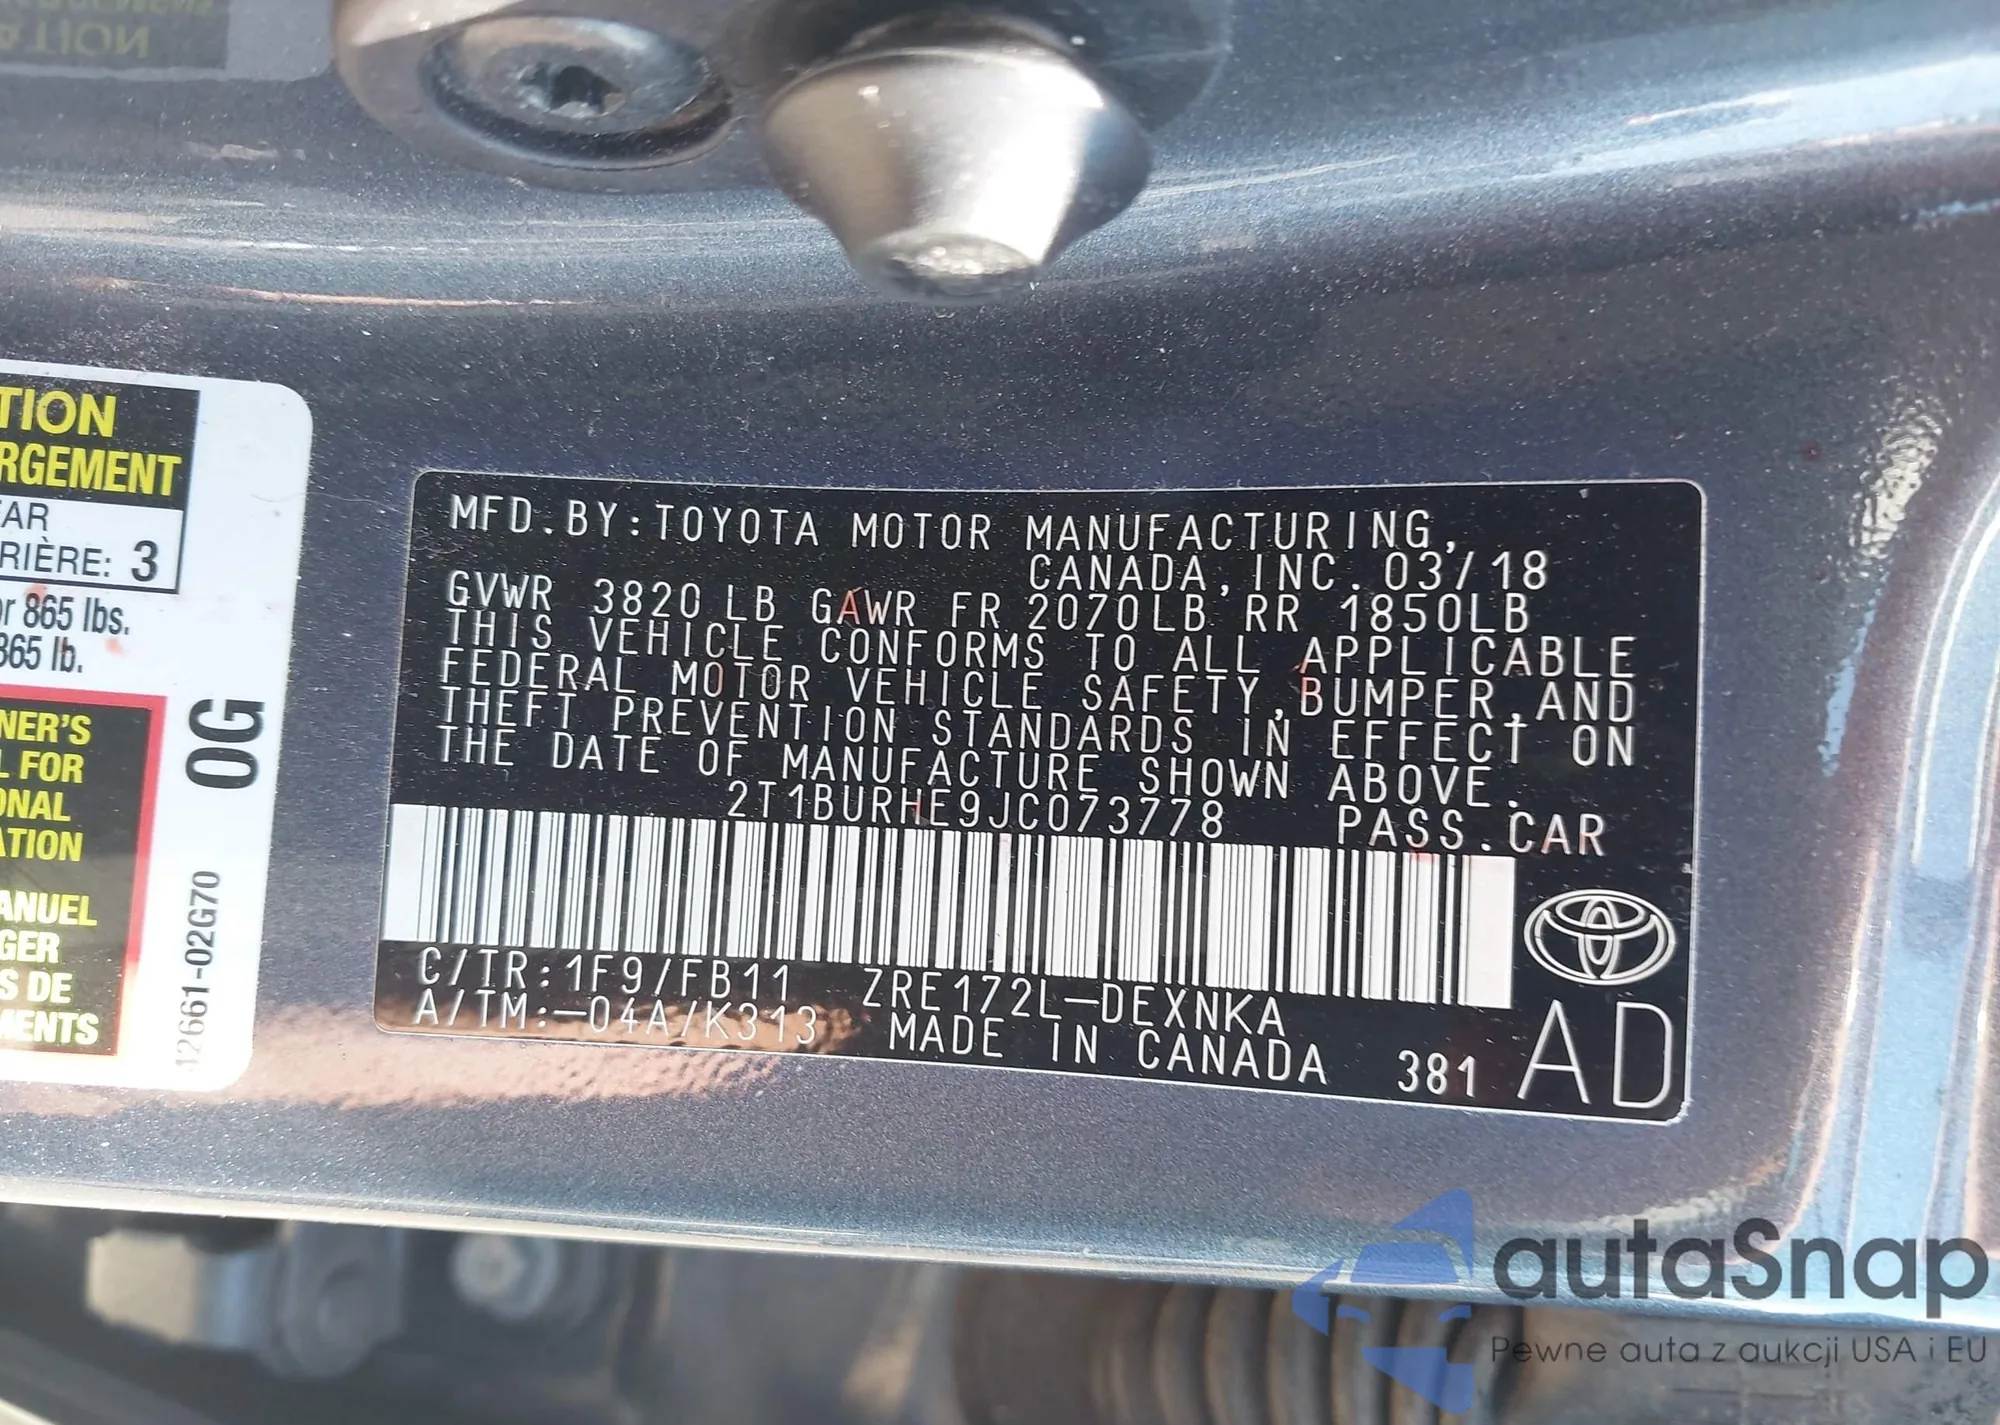 TION
RGEMENT
AR
RIÈRE: 3
or 865 lbs.
865 lb.
NER'S
L FOR
ONAL
ATION
ANUEL
GER
S DE
MENTS
0G
42661-02G70
MFD.BY:TOYOTA MOTOR MANUFACTURING,
CANADA,INC. 03/18
GVWR 3820LB GAWR FR 2070LB RR 1850LB
THIS VEHICLE CONFORMS TO ALL APPLICABLE
FEDERAL MOTOR VEHICLE SAFETY,BUMPER,AND
THEFT PREVENTION STANDARDS IN EFFECT ON
THE DATE OF MANUFACTURE SHOWN ABOVE.
2T1BURHE9JC073778 PASS.CAR
C/TR:1F9/FB11 ZRE172L-DEXNKA
A/TM:-04A/K313 MADE IN CANADA 381 AD
autaSnap
Pewne auta z aukcji USA i EU